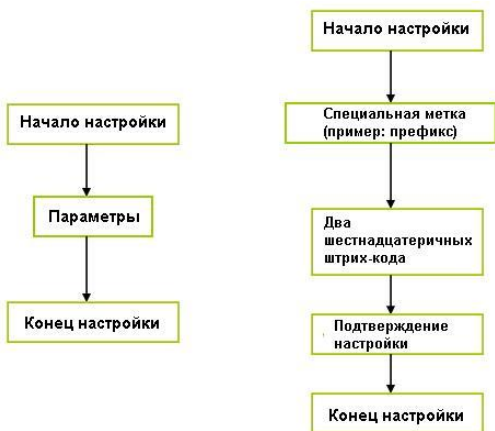 Начало настройки
Параметры
Конец настройки
Начало настройки
Специальная метка
(пример: префикс)
Два
шестнадцатеричных
штрих-кода
Подтверждение
настройки
Конец настройки